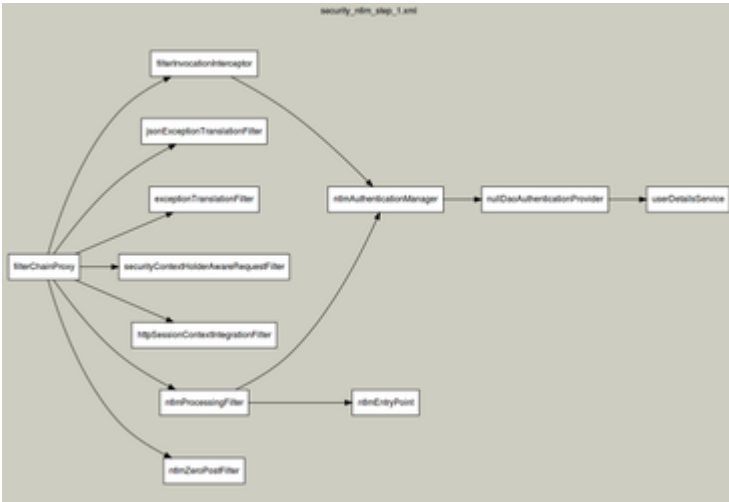 security_ntlm_step_1.xml
filterInvocationInterceptor
jsonExceptionTranslationFilter
exceptionTranslationFilter
ntlmAuthenticationManager
nullDaoAuthenticationProvider
userDetailsService
filterChainProxy
securityContextHolderAwareRequestFilter
httpSessionContextIntegrationFilter
ntlmProcessingFilter
ntlmEntryPoint
ntlmZeroPostFilter